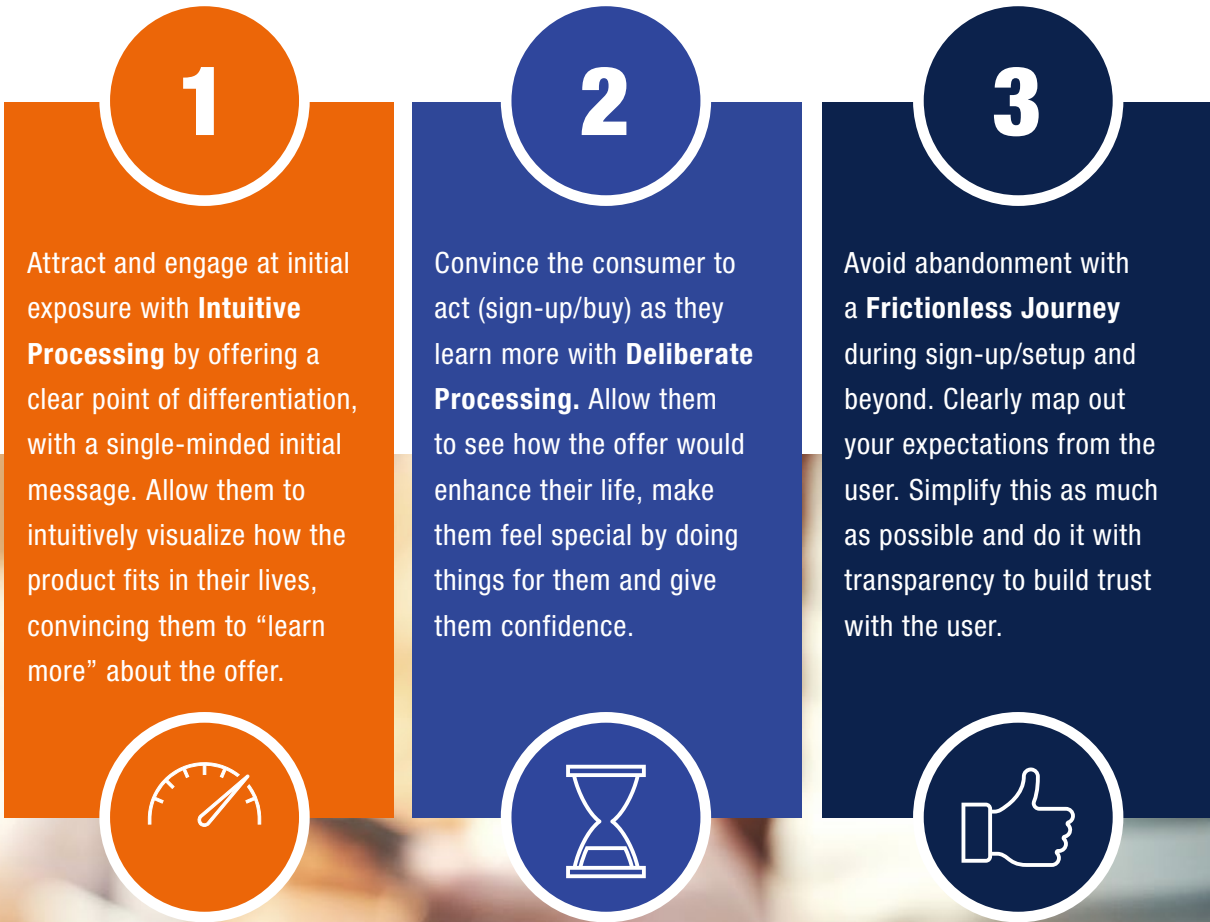 1
Attract and engage at initial
exposure with Intuitive
Processing by offering a
clear point of differentiation,
with a single-minded initial
message. Allow them to
intuitively visualize how the
product fits in their lives,
convincing them to “learn
more” about the offer.
2
Convince the consumer to
act (sign-up/buy) as they
learn more with Deliberate
Processing. Allow them
to see how the offer would
enhance their life, make
them feel special by doing
things for them and give
them confidence.
3
Avoid abandonment with
a Frictionless Journey
during sign-up/setup and
beyond. Clearly map out
your expectations from the
user. Simplify this as much
as possible and do it with
transparency to build trust
with the user.